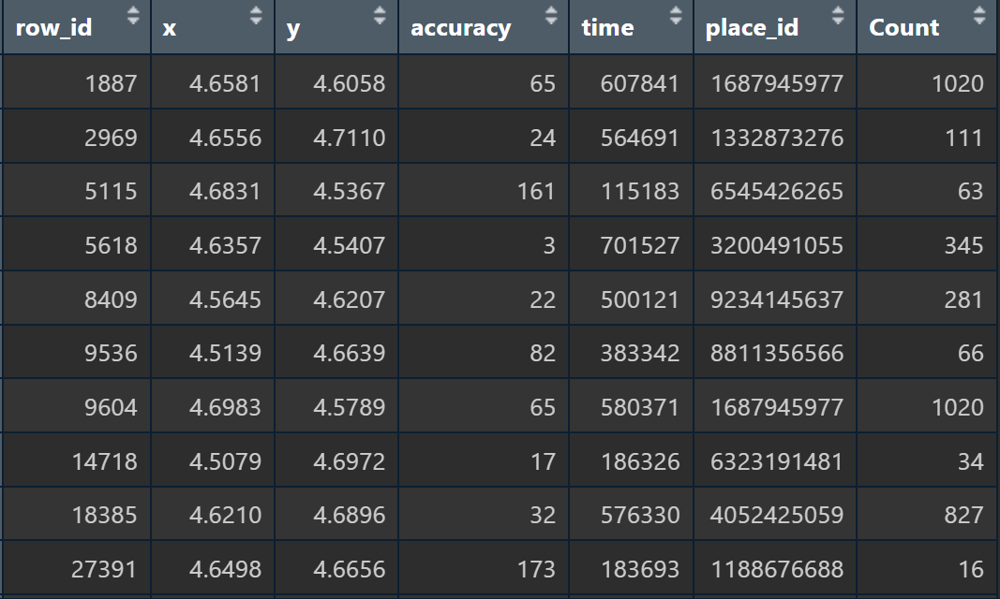 row_id x y accuracy time place_id Count
1887 4.6581 4.6058 65 607841 1687945977 1020
2969 4.6556 4.7110 24 564691 1332873276 111
5115 4.6831 4.5367 161 115183 6545426265 63
5618 4.6357 4.5407 3 701527 3200491055 345
8409 4.5645 4.6207 22 500121 9234145637 281
9536 4.5139 4.6639 82 383342 8811356566 66
9604 4.6983 4.5789 65 580371 1687945977 1020
14718 4.5079 4.6972 17 186326 6323191481 34
18385 4.6210 4.6896 32 576330 4052425059 827
27391 4.6498 4.6656 173 183693 1188676688 16